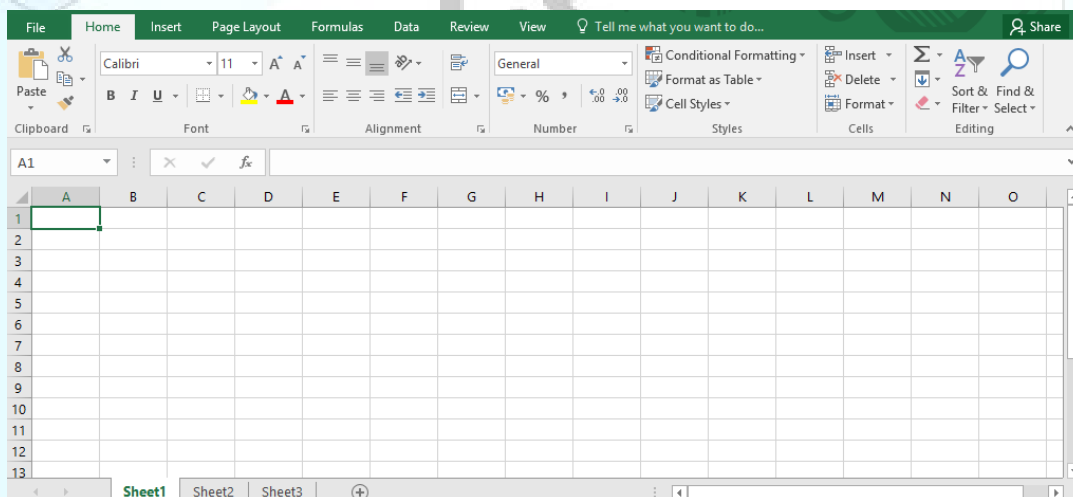 File Home Insert Page Layout Formulas Data Review View Tell me what you want to do... Share
Calibri 11 A A General Conditional Formatting Insert
Format as Table Delete
Paste B I U A % , .00 .00 Cell Styles Format Sort & Find &
Filter Select
Clipboard Font Alignment Number Styles Cells Editing
A1 fx
A B C D E F G H I J K L M N O
1
2
3
4
5
6
7
8
9
10
11
12
13
Sheet1 Sheet2 Sheet3